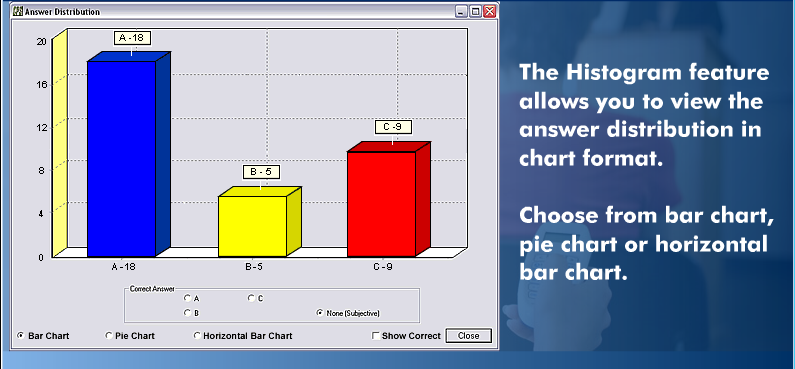 Answer Distribution
20
16
12
8
4
0
A -18
B - 5
C -9
A -18
B-5
C -9
Correct Answer
A
C
B
None (Subjective)
Bar Chart
Pie Chart
Horizontal Bar Chart
Show Correct
Close
The Histogram feature
allows you to view the
answer distribution in
chart format.
Choose from bar chart,
pie chart or horizontal
bar chart.